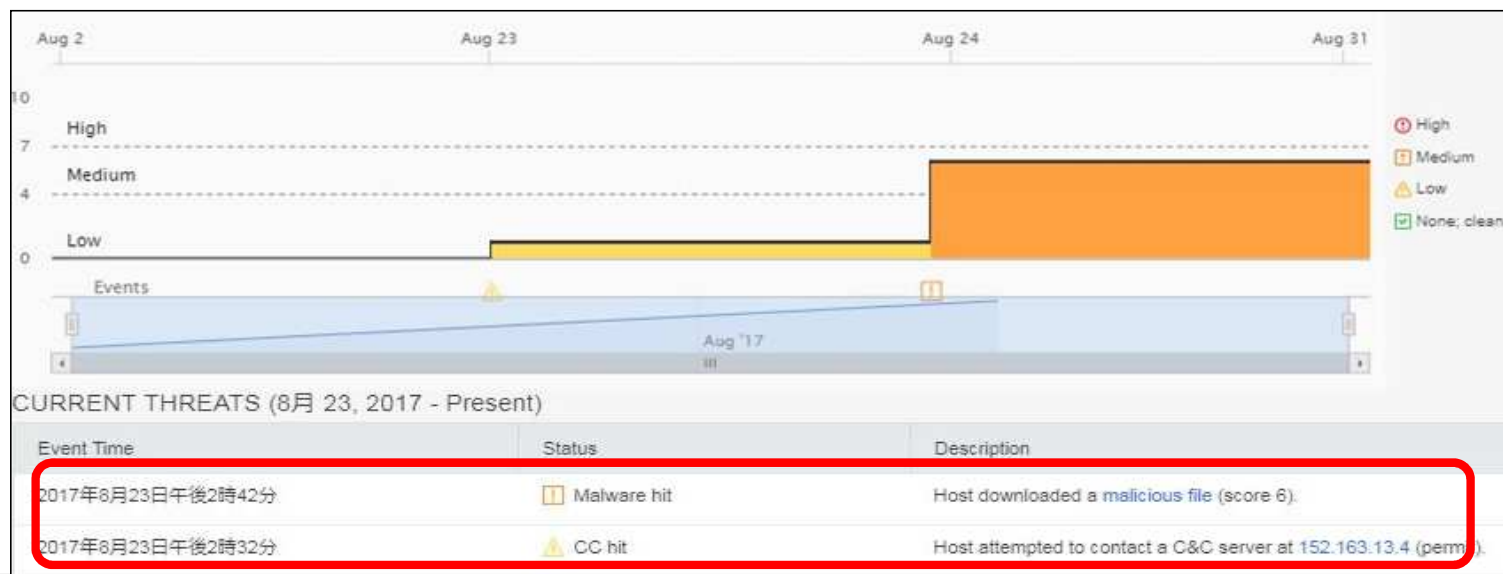 Aug 2 Aug 23 Aug 24 Aug 31
10
High
7
Medium
4
Low
0
High
Medium
Low
None; clean
Events
Aug '17
CURRENT THREATS (8月 23, 2017 - Present)
Event Time Status Description
2017年8月23日午後2時42分 Malware hit Host downloaded a malicious file (score 6).
2017年8月23日午後2時32分 CC hit Host attempted to contact a C&C server at 152.163.13.4